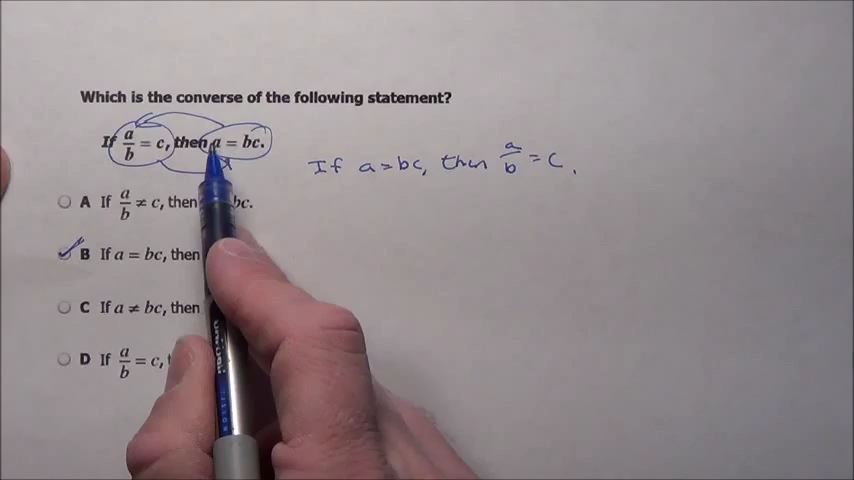 Which is the converse of the following statement?
If a/b = c, then a = bc.
If a=bc, then a/b = c.
A If a/b ≠ c, then bc.
B If a = bc, then
C If a ≠ bc, then
D If a/b = c,